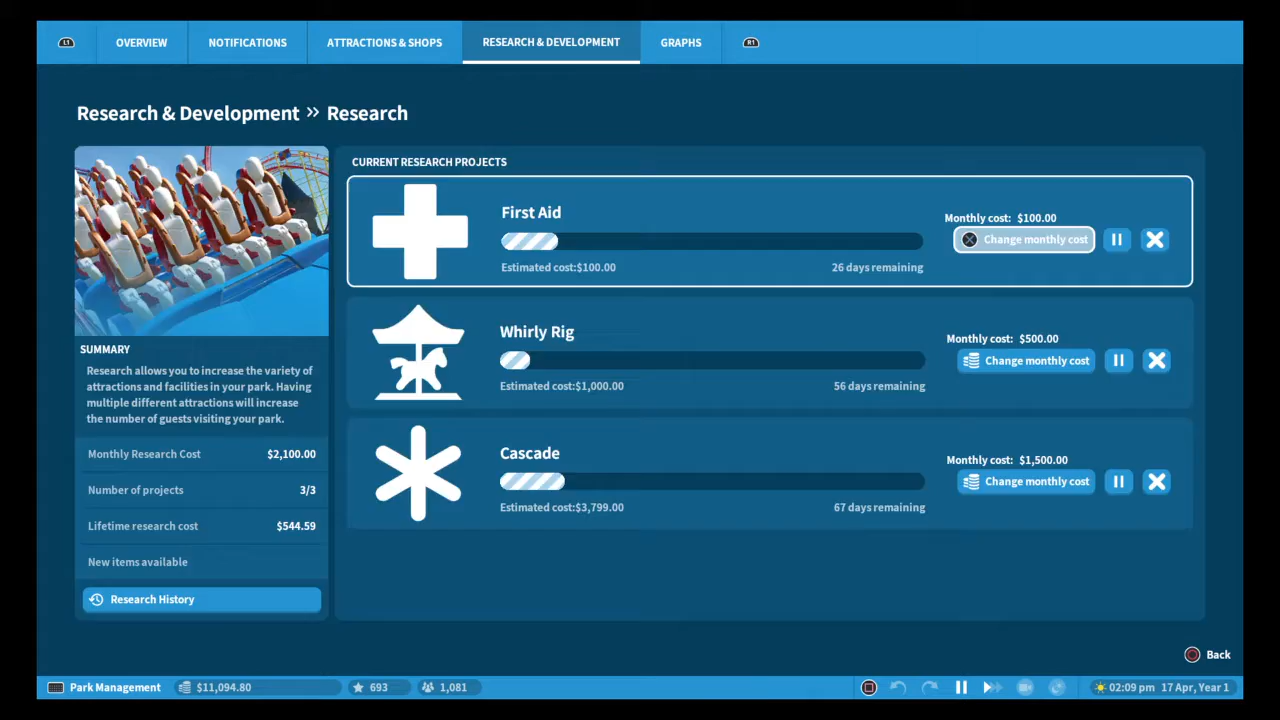 L1
OVERVIEW
NOTIFICATIONS
ATTRACTIONS & SHOPS
RESEARCH & DEVELOPMENT
GRAPHS
R1
Research & Development » Research
SUMMARY
Research allows you to increase the variety of
attractions and facilities in your park. Having
multiple different attractions will increase
the number of guests visiting your park.
Monthly Research Cost $2,100.00
Number of projects 3/3
Lifetime research cost $544.59
New items available
Research History
CURRENT RESEARCH PROJECTS
First Aid
Estimated cost:$100.00
26 days remaining
Monthly cost: $100.00
Change monthly cost
Whirly Rig
Estimated cost:$1,000.00
56 days remaining
Monthly cost: $500.00
Change monthly cost
Cascade
Estimated cost:$3,799.00
67 days remaining
Monthly cost: $1,500.00
Change monthly cost
Back
Park Management
$11,094.80
693
1,081
02:09 pm 17 Apr, Year 1